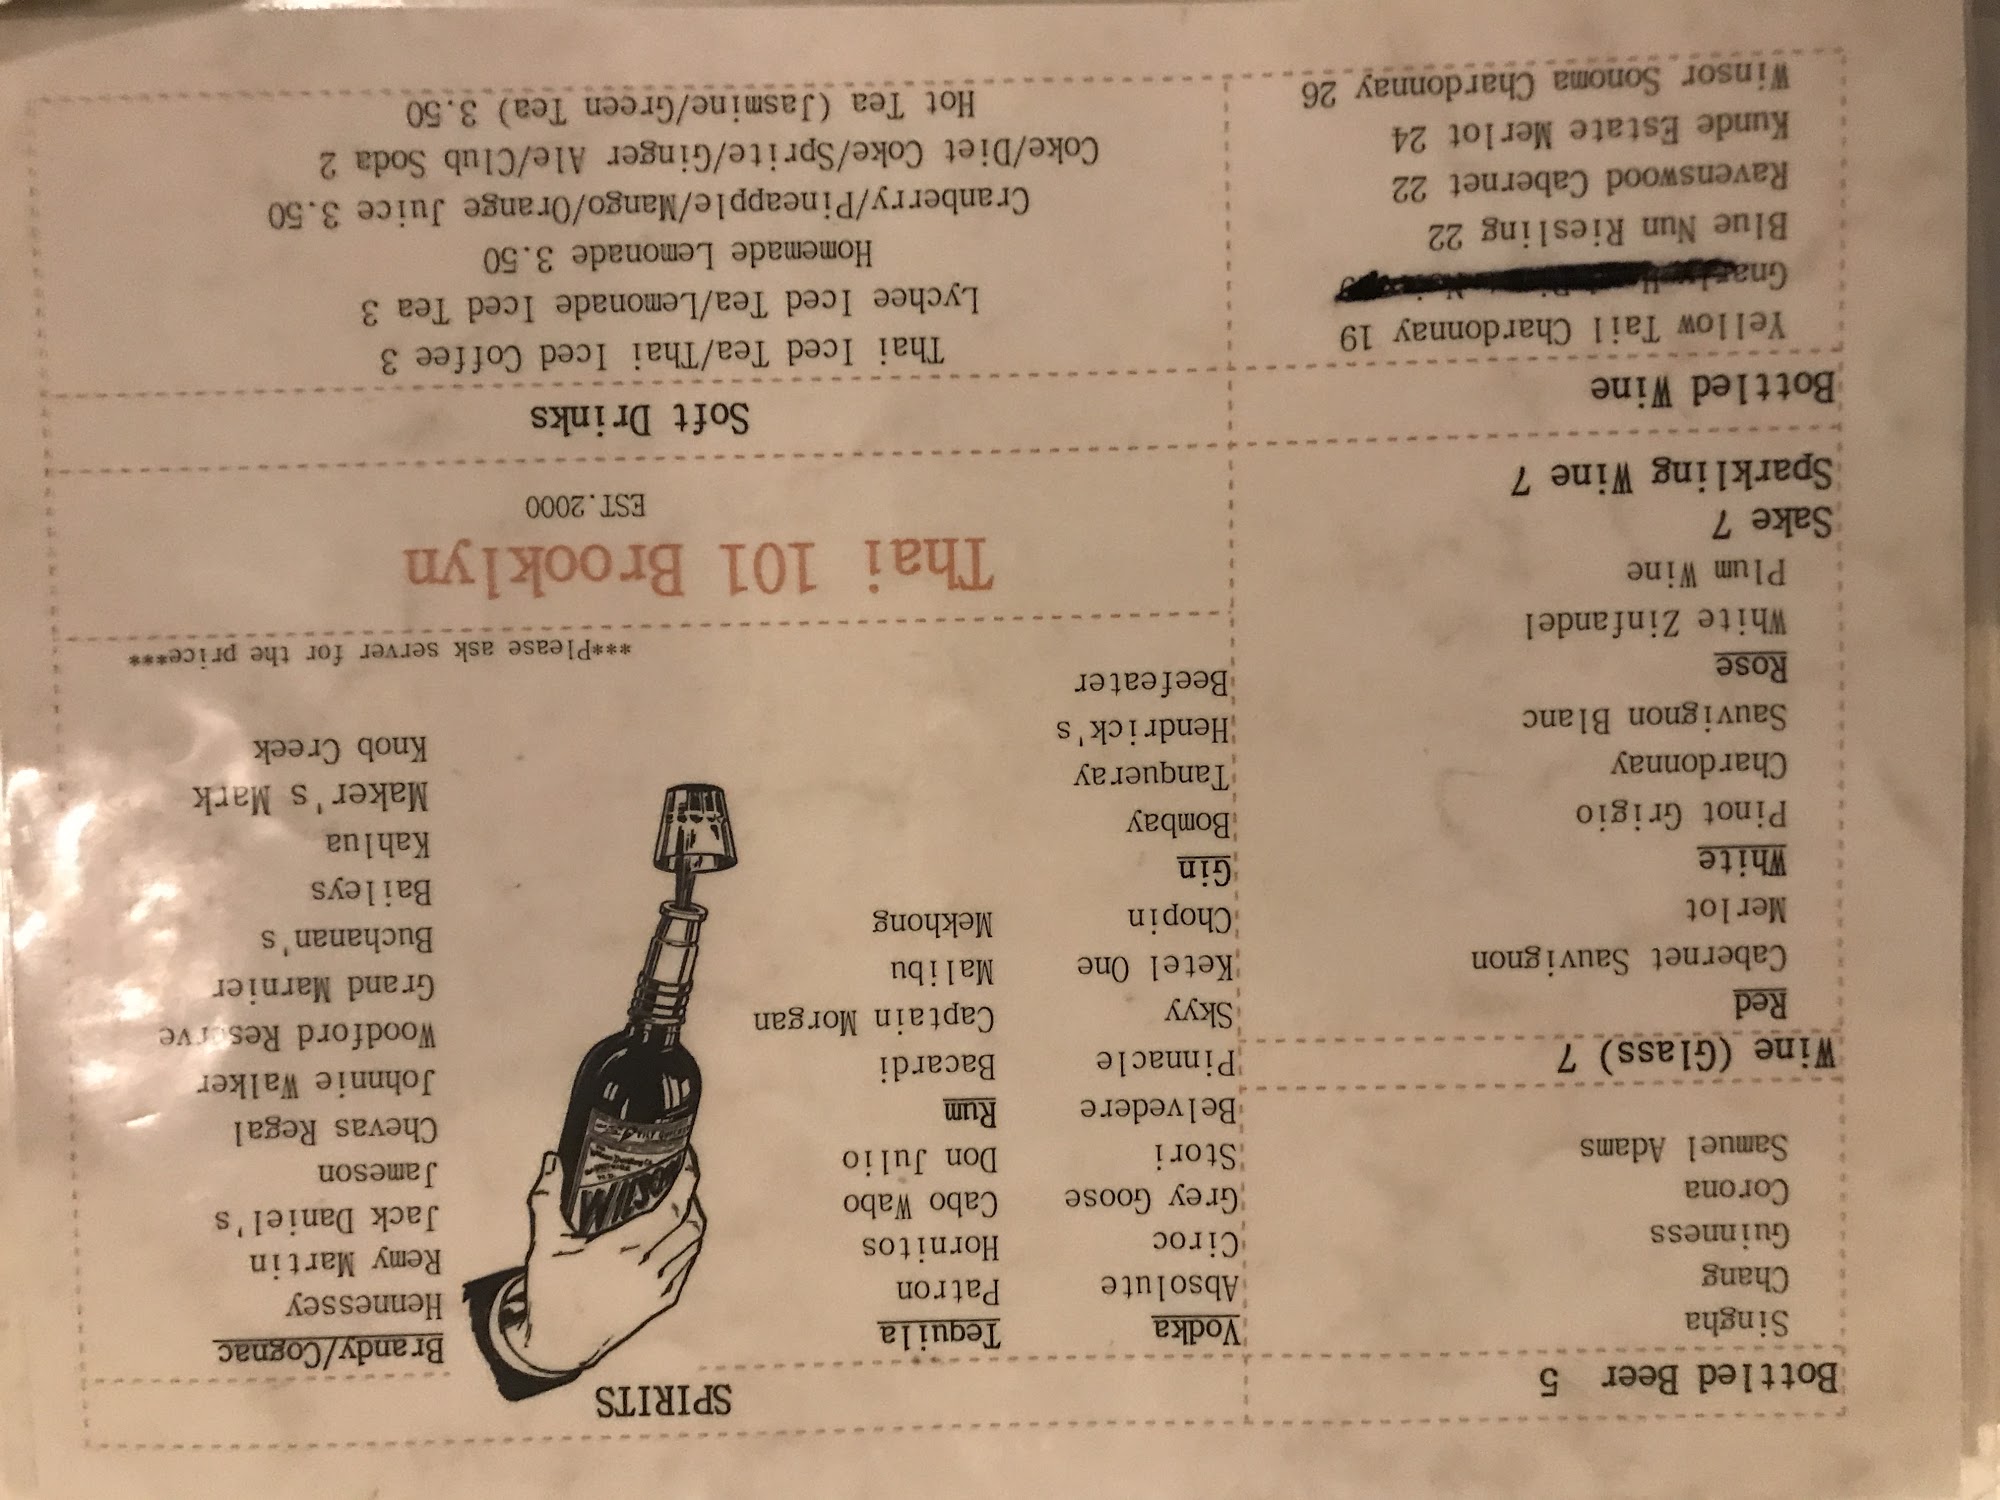 Bottled Beer 5
Singha
Chang
Guinness
Corona
Samuel Adams
Wine (Glass) 7
Red
Cabernet Sauvignon
Merlot
White
Pinot Grigio
Chardonnay
Sauvignon Blanc
Rose
White Zinfandel
Plum Wine
Sake 7
Sparkling Wine 7
Bottled Wine
Yellow Tail Chardonnay 19
Blue Nun Riesling 22
Ravenswood Cabernet 22
Kunde Estate Merlot 24
Winsor Sonoma Chardonnay 26
SPIRITS
Vodka
Absolute
Ciroc
Grey Goose
Stori
Belvedere
Pinnacle
Skyy
Ketel One
Chopin
Gin
Bombay
Tanqueray
Hendrick's
Beefeater
Tequila
Patron
Hornitos
Cabo Wabo
Don Julio
Rum
Bacardi
Captain Morgan
Malibu
Mekhong
WILSON
Brandy/Cognac
Hennessey
Remy Martin
Jack Daniel's
Jameson
Chevas Regal
Johnnie Walker
Woodford Reserve
Grand Marnier
Buchanan's
Baileys
Kahlua
Maker's Mark
Knob Creek
***Please ask server for the price***
Thai 101 Brooklyn
EST.2000
Soft Drinks
Thai Iced Tea/Thai Iced Coffee 3
Lychee Iced Tea/Lemonade Iced Tea 3
Homemade Lemonade 3.50
Cranberry/Pineapple/Mango/Orange Juice 3.50
Coke/Diet Coke/Sprite/Ginger Ale/Club Soda 2
Hot Tea (Jasmine/Green Tea) 3.50